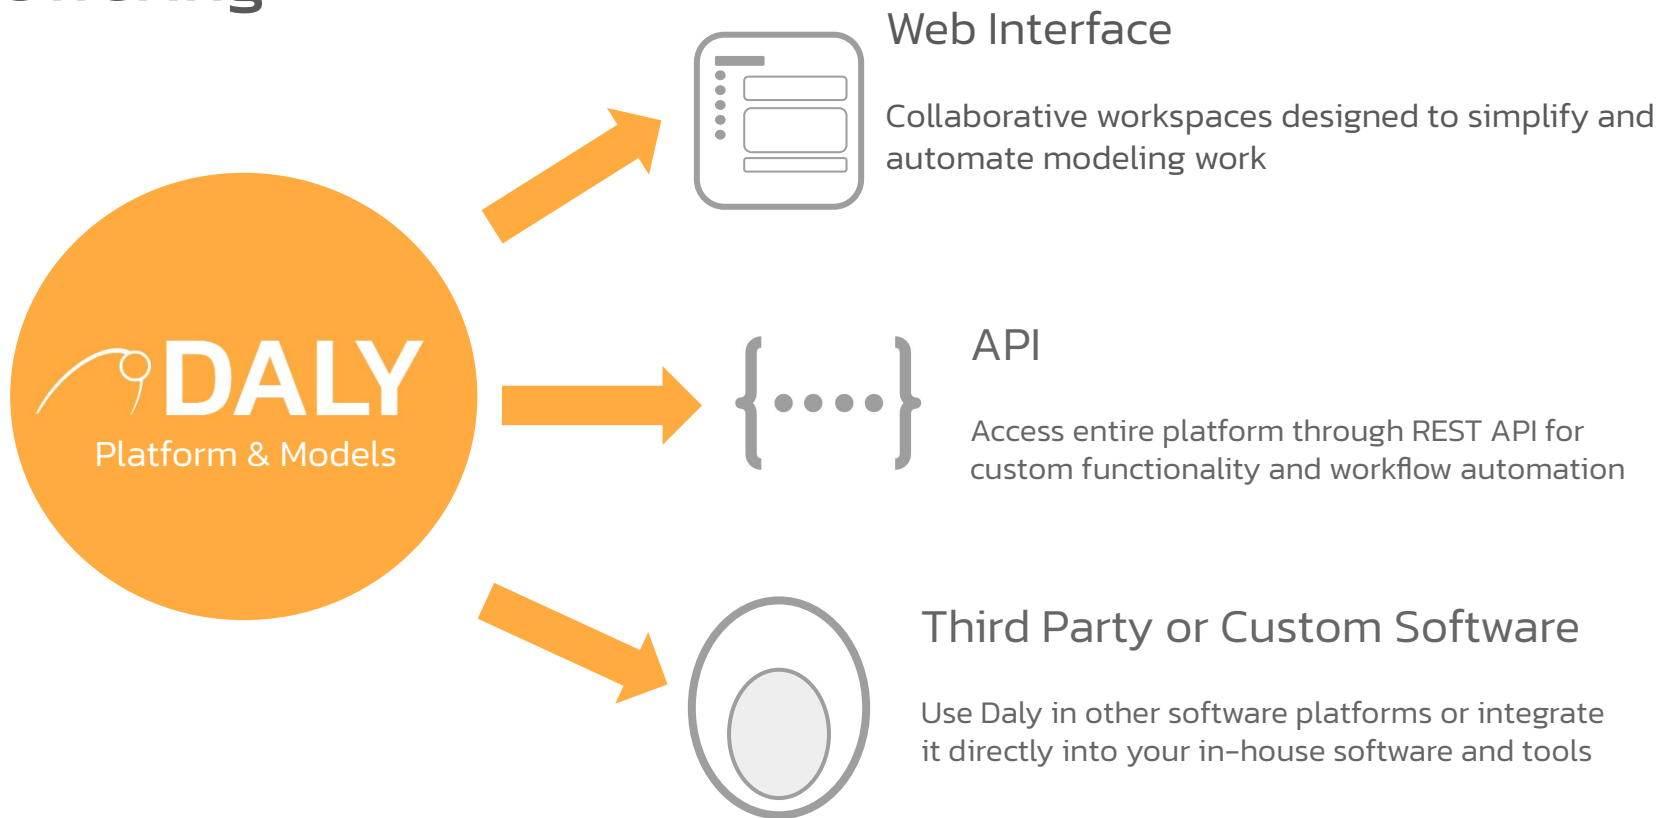 Web Interface
Collaborative workspaces designed to simplify and
automate modeling work
DALY
Platform & Models
API
Access entire platform through REST API for
custom functionality and workflow automation
Third Party or Custom Software
Use Daly in other software platforms or integrate
it directly into your in-house software and tools